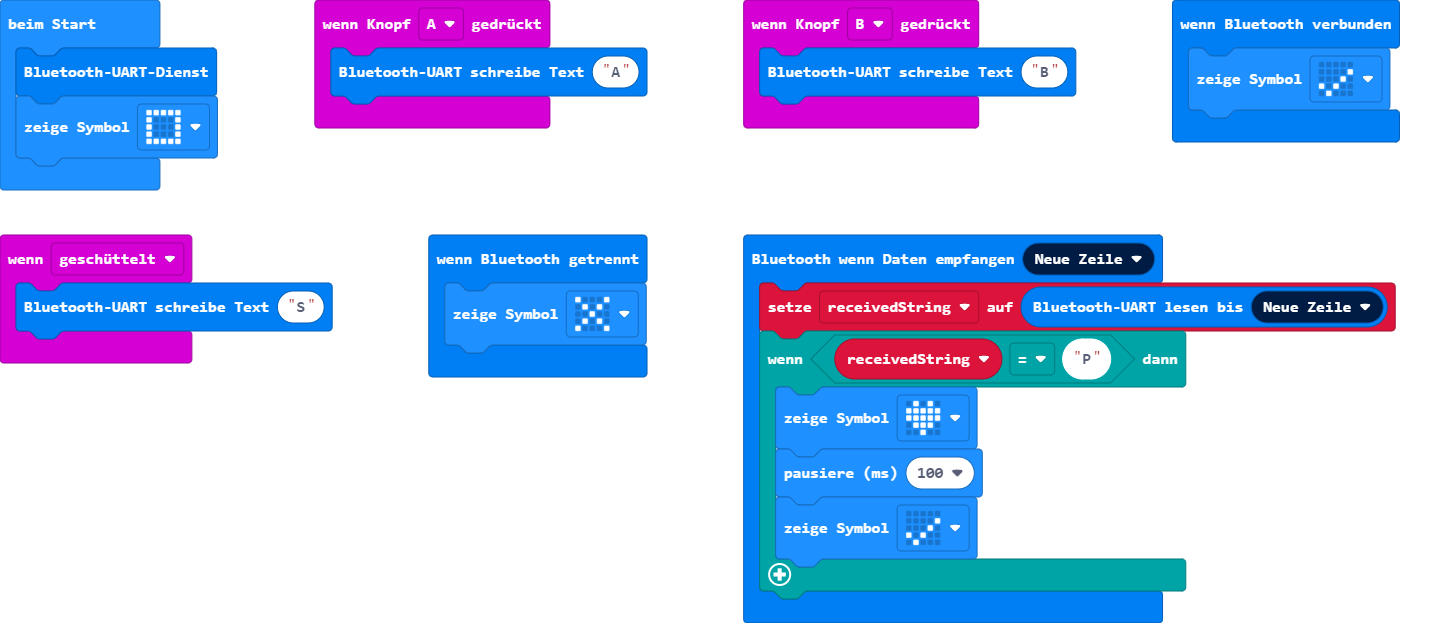 beim Start
Bluetooth-UART-Dienst
zeige Symbol
wenn Knopf A gedrückt
Bluetooth-UART schreibe Text "A"
wenn Knopf B gedrückt
Bluetooth-UART schreibe Text "B"
wenn Bluetooth verbunden
zeige Symbol
wenn geschüttelt
Bluetooth-UART schreibe Text "S"
wenn Bluetooth getrennt
zeige Symbol
Bluetooth wenn Daten empfangen Neue Zeile
setze receivedString auf Bluetooth-UART lesen bis Neue Zeile
wenn receivedString = "P" dann
zeige Symbol
pausiere (ms) 100
zeige Symbol